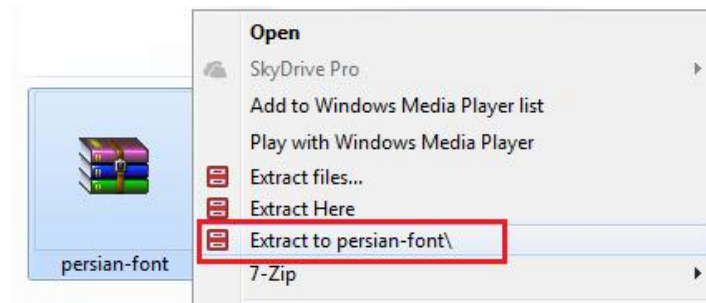 Open
SkyDrive Pro
Add to Windows Media Player list
Play with Windows Media Player
Extract files...
Extract Here
Extract to persian-font\
7-Zip
persian-font